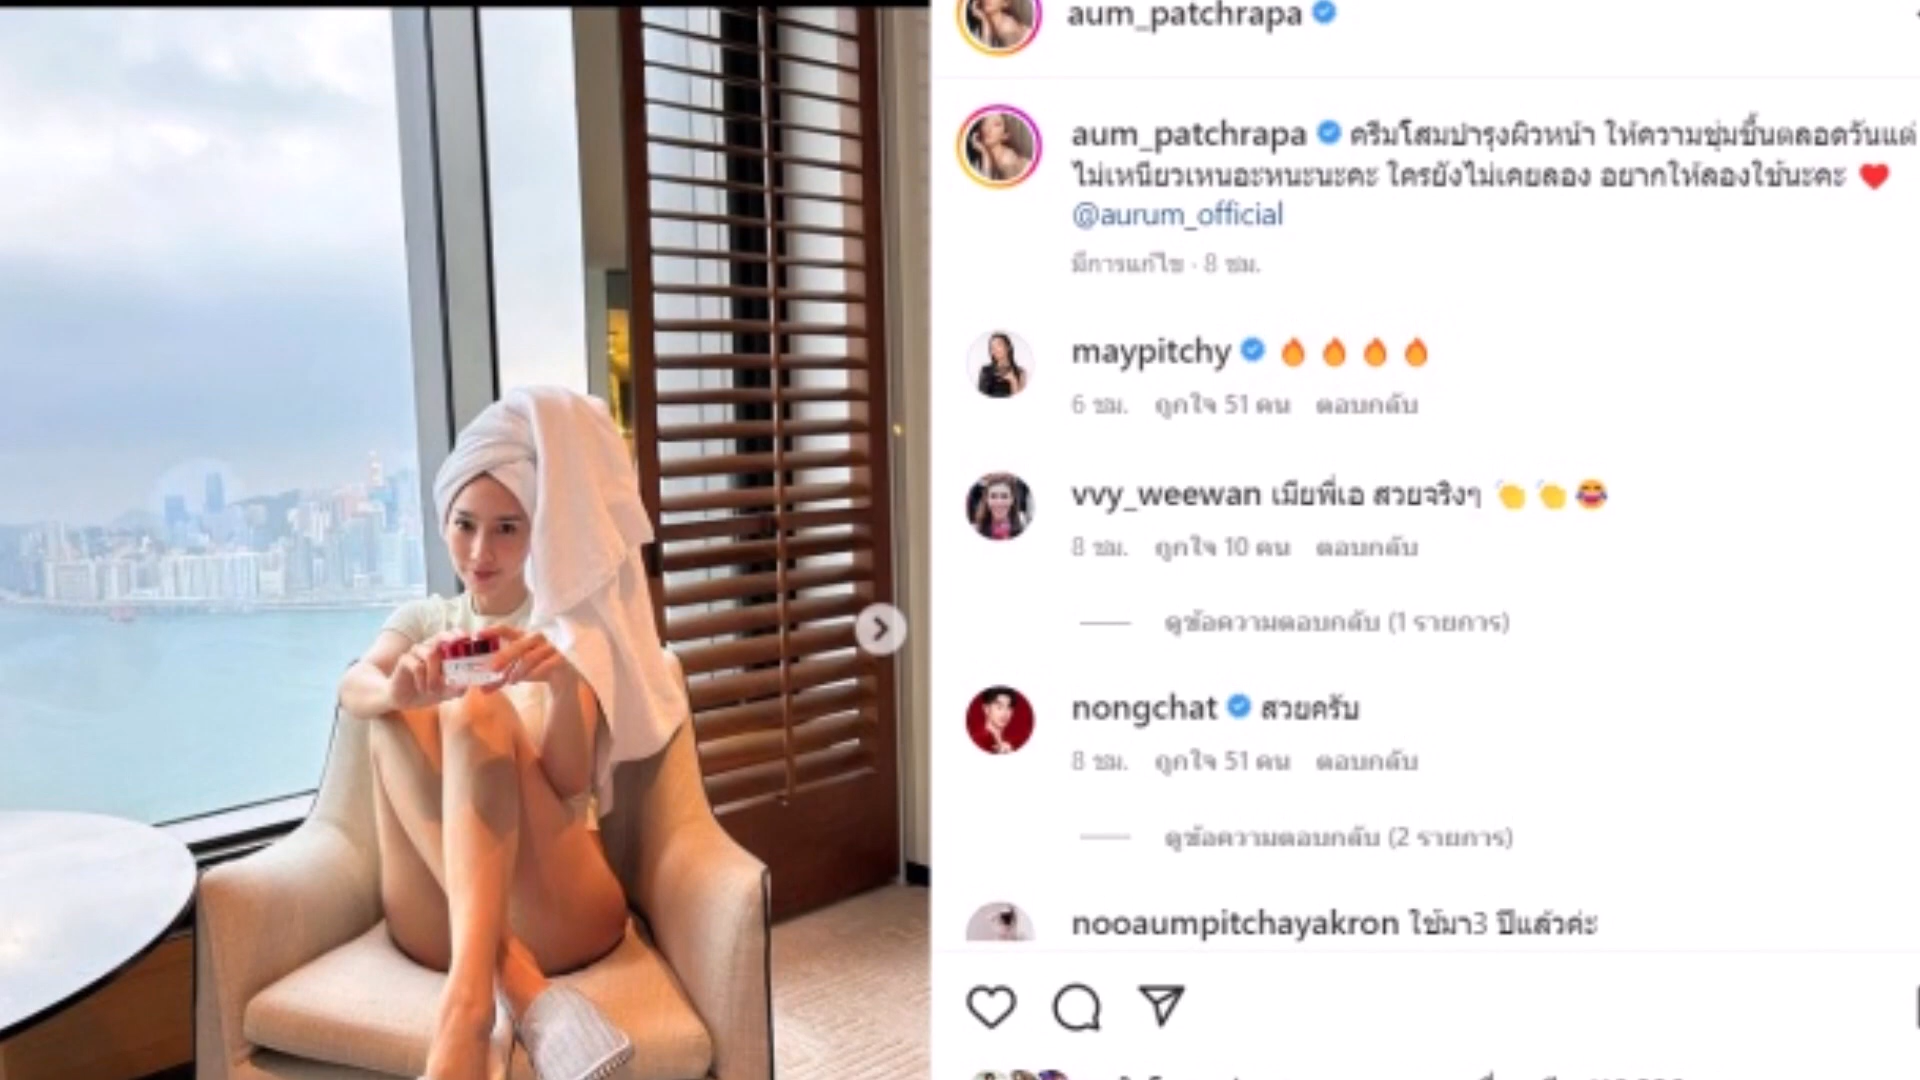 aum_patchrapa
aum_patchrapa ครีมโสมบำรุงผิวหน้า ให้ความชุ่มชื้นตลอดวันแต่
ไม่เหนียวเหนอะหนะนะคะ ใครยังไม่เคยลอง อยากให้ลองใช้นะคะ ❤️
@aurum_official
มีการแก้ไข · 8 ชม.
maypitchy 🔥 🔥 🔥 🔥
6 ชม. ถูกใจ 51 คน ตอบกลับ
vvy_weewan เมียพี่เอ สวยจริงๆ 👏 👏 😂
8 ชม. ถูกใจ 10 คน ตอบกลับ
ดูข้อความตอบกลับ (1 รายการ)
nongchat สวยครับ
8 ชม. ถูกใจ 51 คน ตอบกลับ
ดูข้อความตอบกลับ (2 รายการ)
nooaumpitchayakron ใช้มา3 ปีแล้วค่ะ